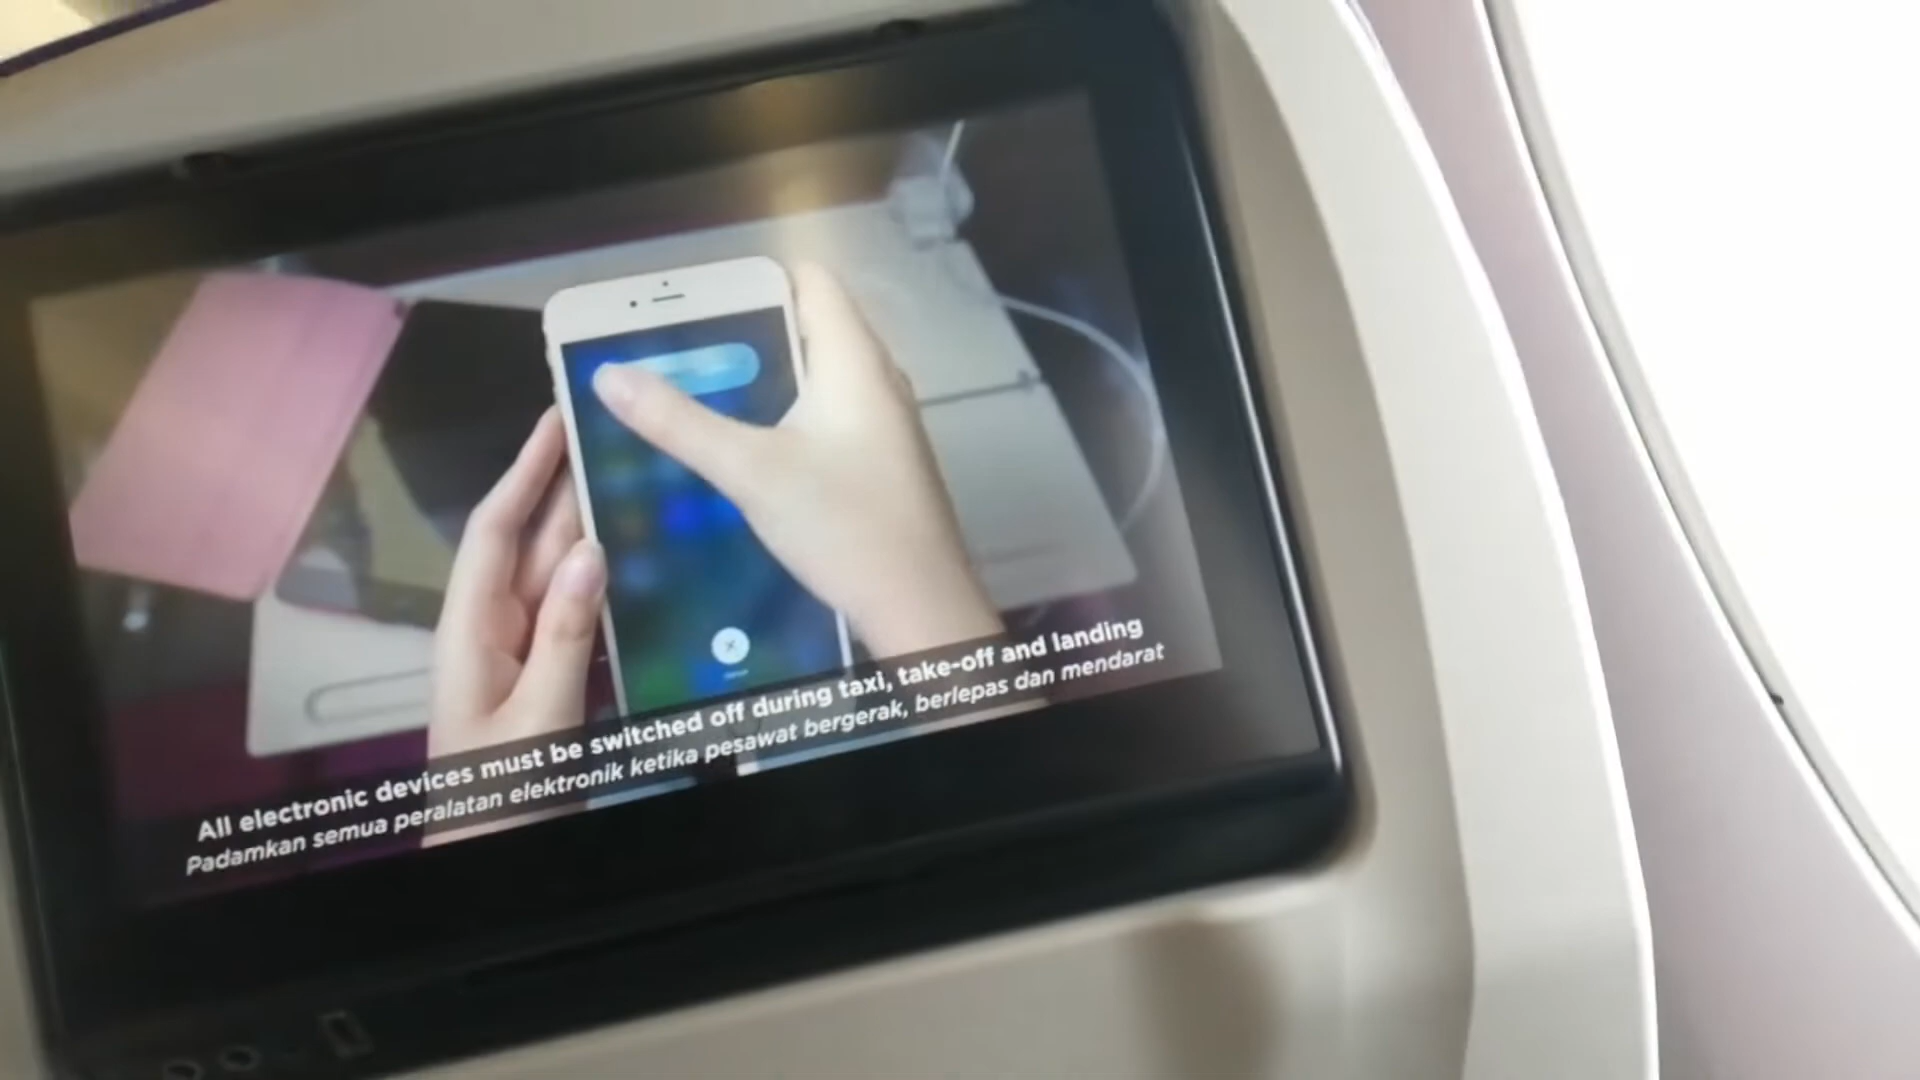 All electronic devices must be switched off during taxi, take-off and landing
Padamkan semua peralatan elektronik ketika pesawat bergerak, berlepas dan mendarat